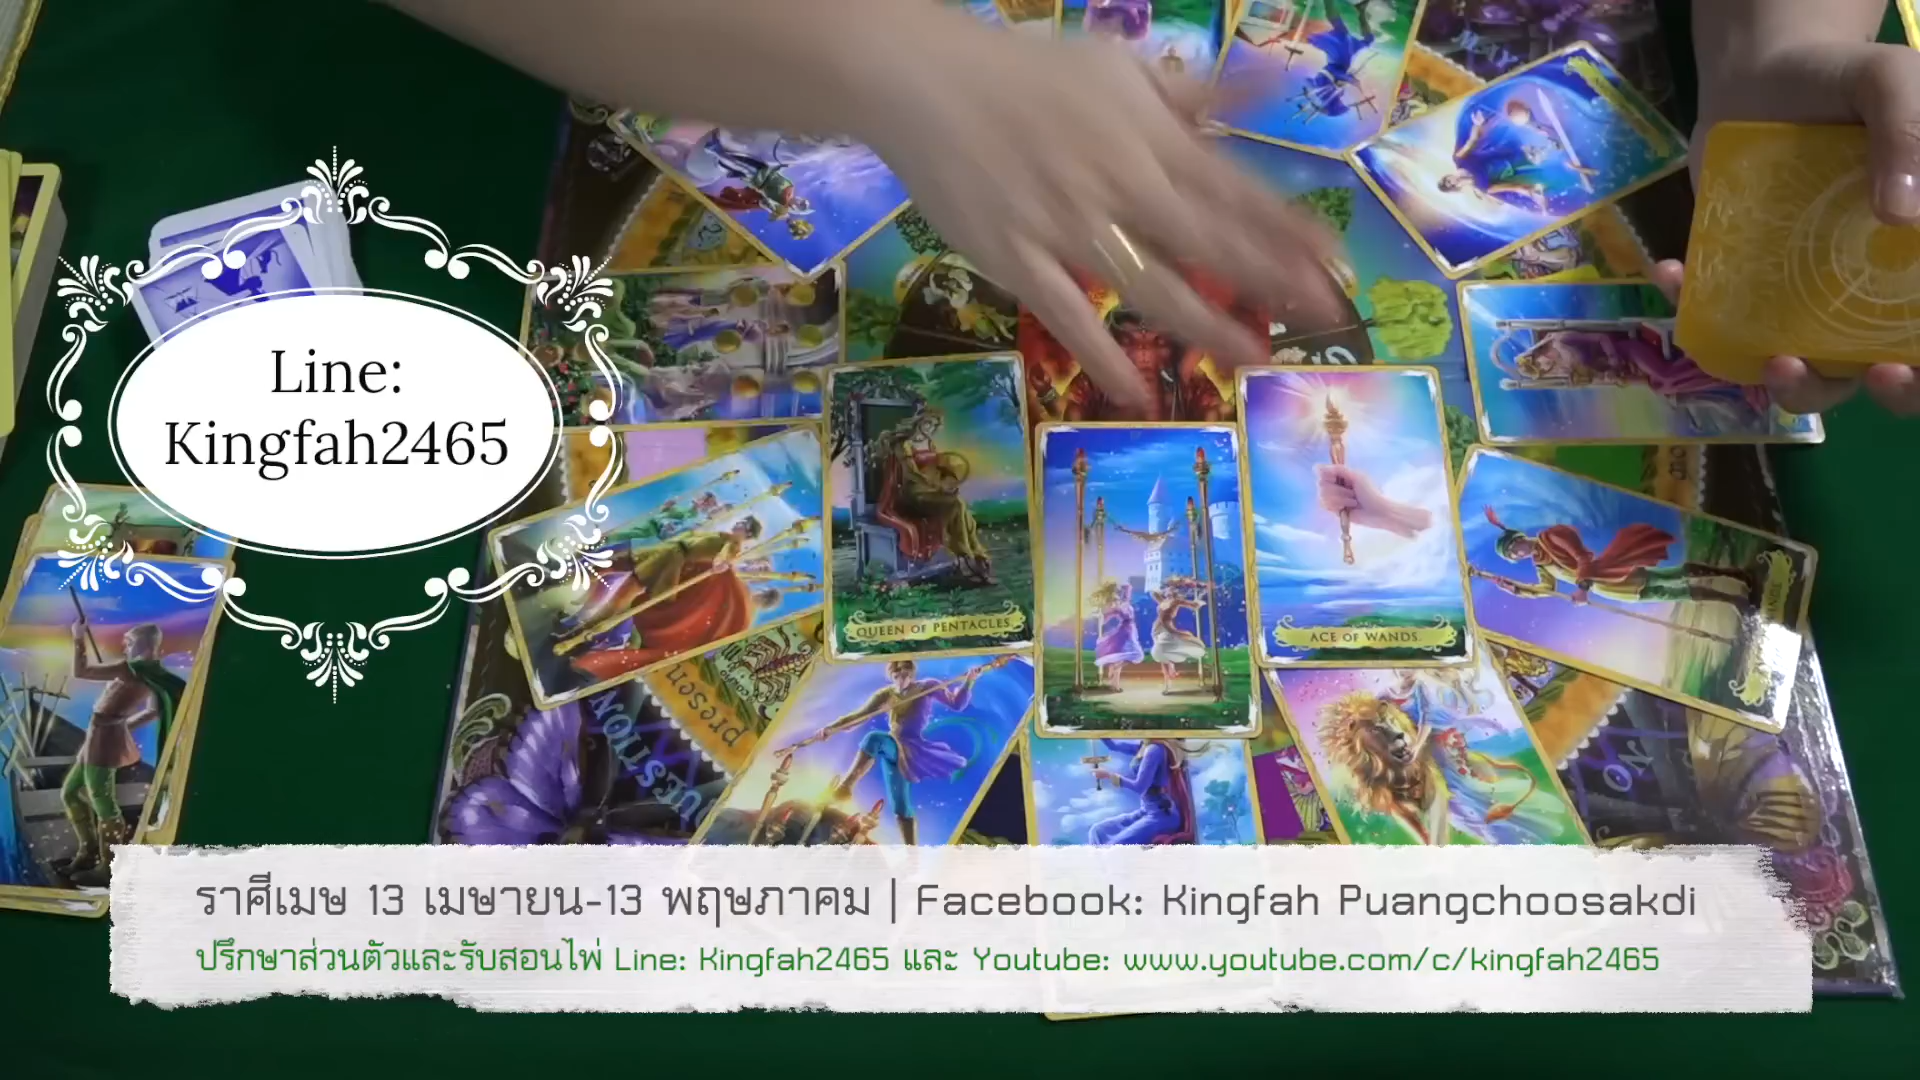 Line:
Kingfah2465
QUEEN OF PENTACLES.
ACE OF WANDS.
present
QUESTION
NO
ราศีเมษ 13 เมษายน-13 พฤษภาคม | Facebook: Kingfah Puangchoosakdi
ปรึกษาส่วนตัวและรับสอนไพ่ Line: Kingfah2465 และ Youtube: www.youtube.com/c/kingfah2465